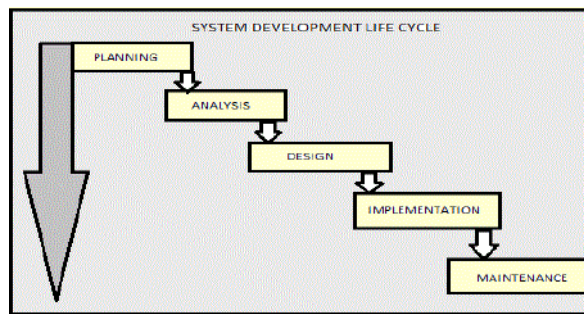 SYSTEM DEVELOPMENT LIFE CYCLE
PLANNING
ANALYSIS
DESIGN
IMPLEMENTATION
MAINTENANCE